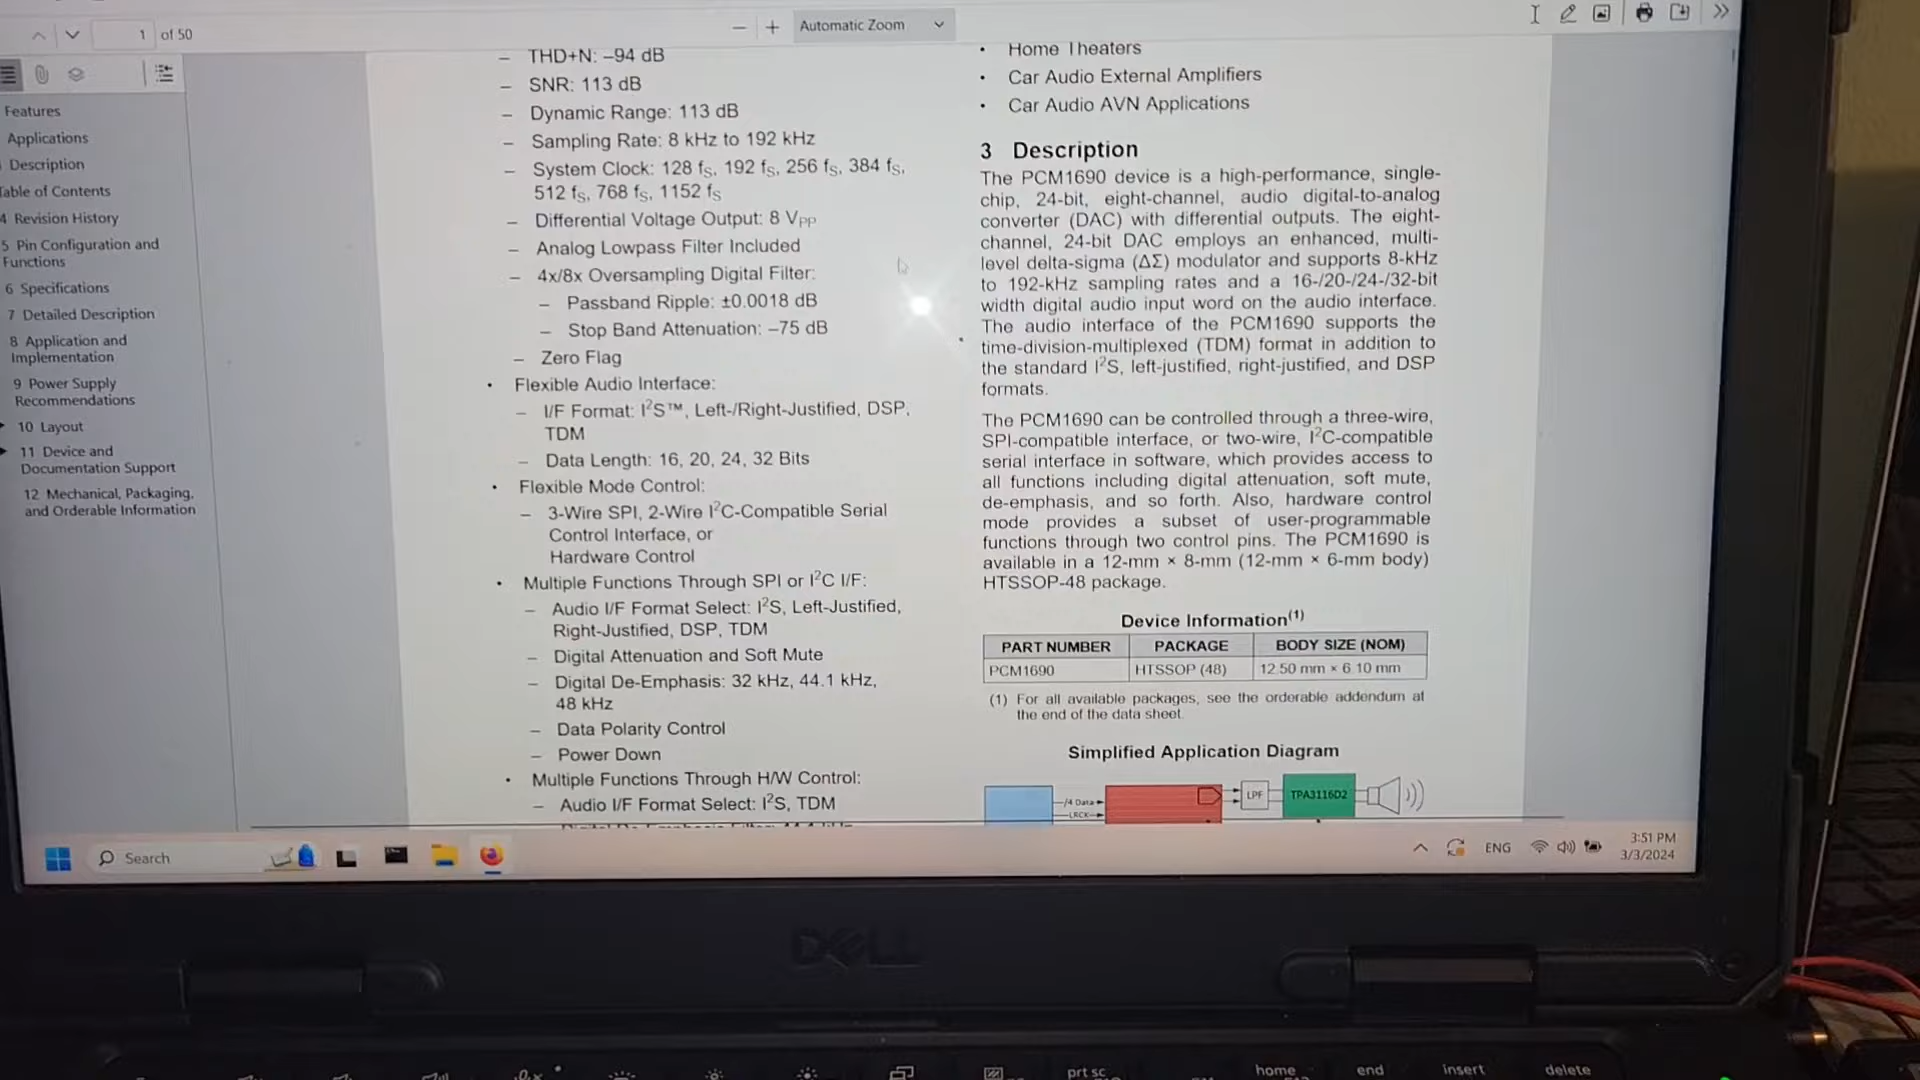 1 of 50
Automatic Zoom
Features
Applications
Description
Table of Contents
4 Revision History
5 Pin Configuration and
Functions
6 Specifications
7 Detailed Description
8 Application and
Implementation
9 Power Supply
Recommendations
10 Layout
11 Device and
Documentation Support
12 Mechanical, Packaging,
and Orderable Information
– THD+N: –94 dB
– SNR: 113 dB
– Dynamic Range: 113 dB
– Sampling Rate: 8 kHz to 192 kHz
– System Clock: 128 fS, 192 fS, 256 fS, 384 fS,
512 fS, 768 fS, 1152 fS
– Differential Voltage Output: 8 VPP
– Analog Lowpass Filter Included
– 4x/8x Oversampling Digital Filter:
– Passband Ripple: ±0.0018 dB
– Stop Band Attenuation: –75 dB
– Zero Flag
• Flexible Audio Interface:
– I/F Format: I²S™, Left-/Right-Justified, DSP,
TDM
– Data Length: 16, 20, 24, 32 Bits
• Flexible Mode Control:
– 3-Wire SPI, 2-Wire I²C-Compatible Serial
Control Interface, or
Hardware Control
• Multiple Functions Through SPI or I²C I/F:
– Audio I/F Format Select: I²S, Left-Justified,
Right-Justified, DSP, TDM
– Digital Attenuation and Soft Mute
– Digital De-Emphasis: 32 kHz, 44.1 kHz,
48 kHz
– Data Polarity Control
– Power Down
• Multiple Functions Through H/W Control:
– Audio I/F Format Select: I²S, TDM
• Home Theaters
• Car Audio External Amplifiers
• Car Audio AVN Applications
3 Description
The PCM1690 device is a high-performance, single-
chip, 24-bit, eight-channel, audio digital-to-analog
converter (DAC) with differential outputs. The eight-
channel, 24-bit DAC employs an enhanced, multi-
level delta-sigma (ΔΣ) modulator and supports 8-kHz
to 192-kHz sampling rates and a 16-/20-/24-/32-bit
width digital audio input word on the audio interface.
The audio interface of the PCM1690 supports the
time-division-multiplexed (TDM) format in addition to
the standard I²S, left-justified, right-justified, and DSP
formats.
The PCM1690 can be controlled through a three-wire,
SPI-compatible interface, or two-wire, I²C-compatible
serial interface in software, which provides access to
all functions including digital attenuation, soft mute,
de-emphasis, and so forth. Also, hardware control
mode provides a subset of user-programmable
functions through two control pins. The PCM1690 is
available in a 12-mm × 8-mm (12-mm × 6-mm body)
HTSSOP-48 package.
Device Information(1)
PART NUMBER PACKAGE BODY SIZE (NOM)
PCM1690 HTSSOP (48) 12.50 mm × 6.10 mm
(1) For all available packages, see the orderable addendum at
the end of the data sheet.
Simplified Application Diagram
/4 Data
LRCK
LPF
TPA3116D2
Search
ENG
3:51 PM
3/3/2024
DELL
prt sc
home
end
insert
delete